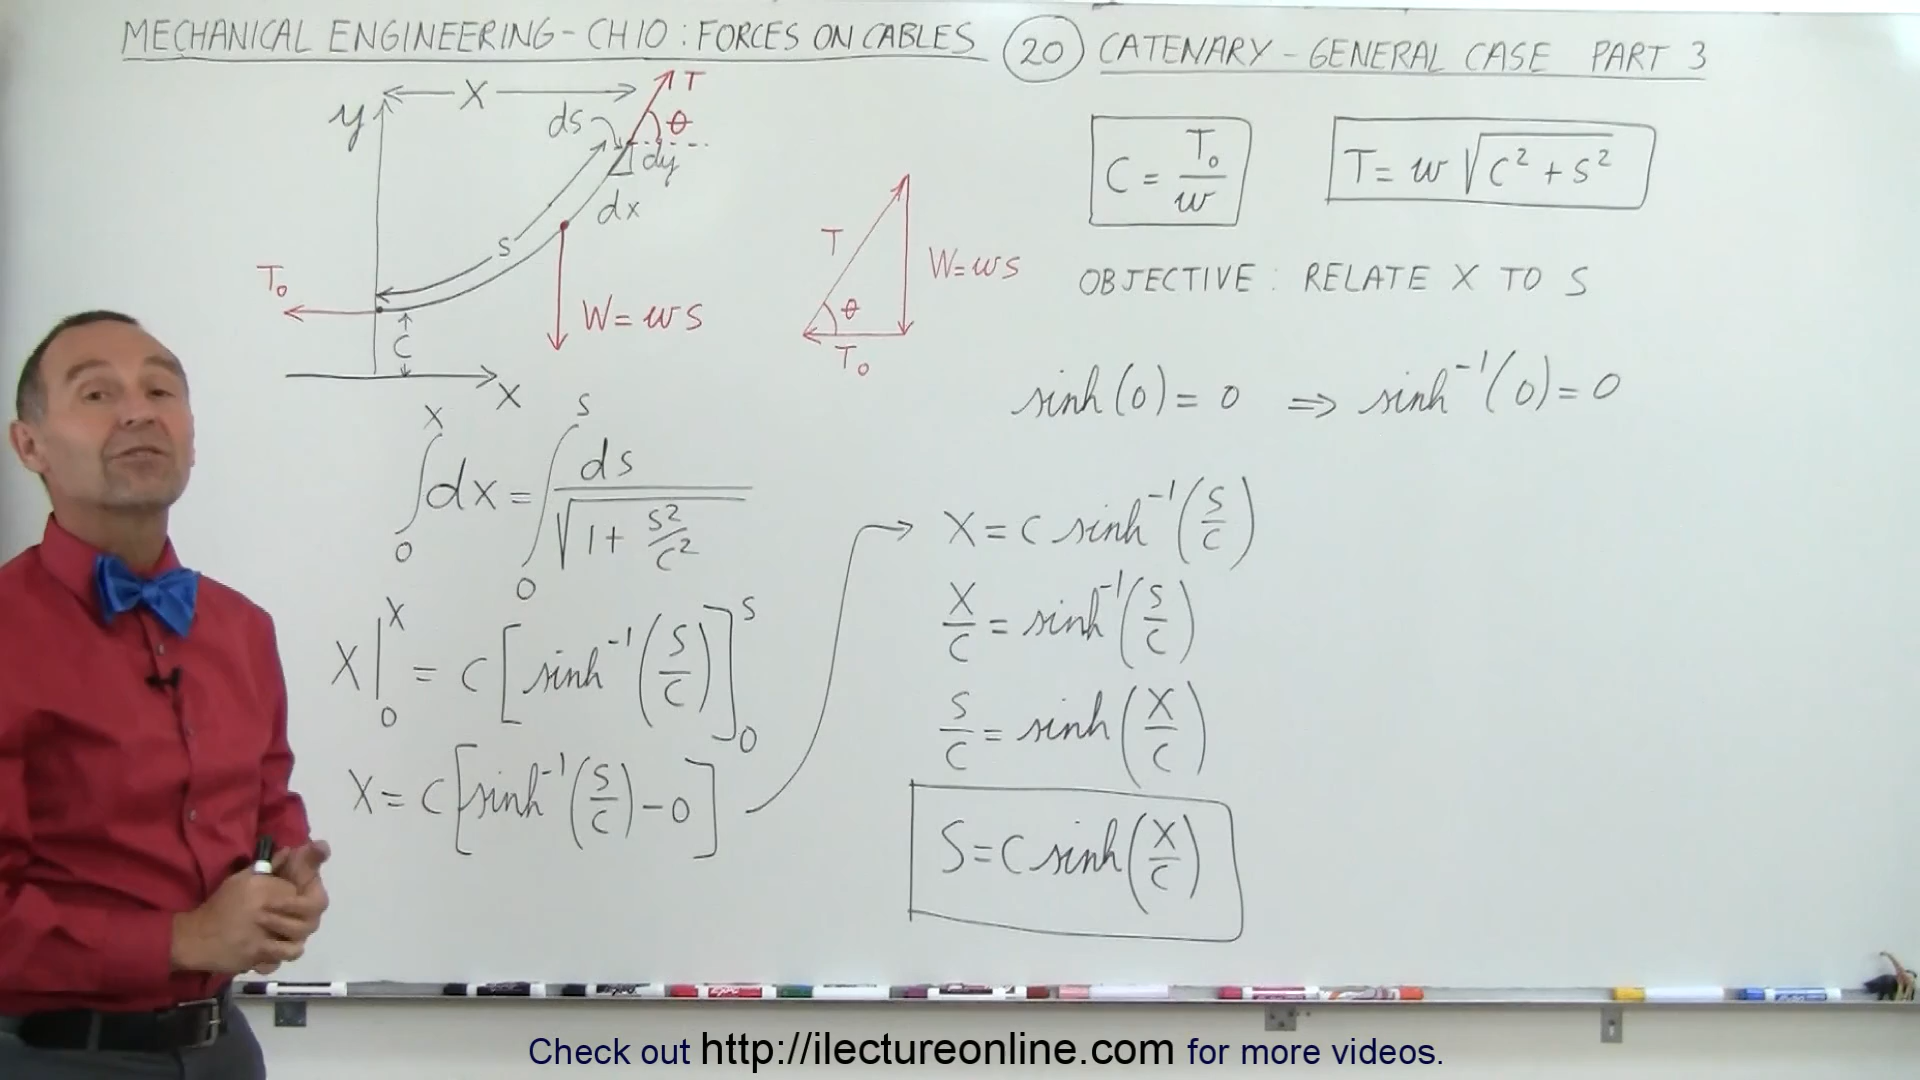 MECHANICAL ENGINEERING - CH 10 : FORCES ON CABLES (20) CATENARY - GENERAL CASE PART 3
y X T
ds θ
dy
dx
S
T₀
C
X
W = wS
T
W = wS
θ
T₀
C = T₀/w
T = w √(C² + S²)
OBJECTIVE : RELATE X TO S
sinh(0) = 0 ⇒ sinh⁻¹(0) = 0
∫₀ˣ dx = ∫₀ˢ ds/√(1 + S²/C²)
X|₀ˣ = C [sinh⁻¹(S/C)]₀ˢ
X = C [sinh⁻¹(S/C) - 0]
X = C sinh⁻¹(S/C)
X/C = sinh⁻¹(S/C)
S/C = sinh(X/C)
S = C sinh(X/C)
EXPO
Check out http://ilectureonline.com for more videos.